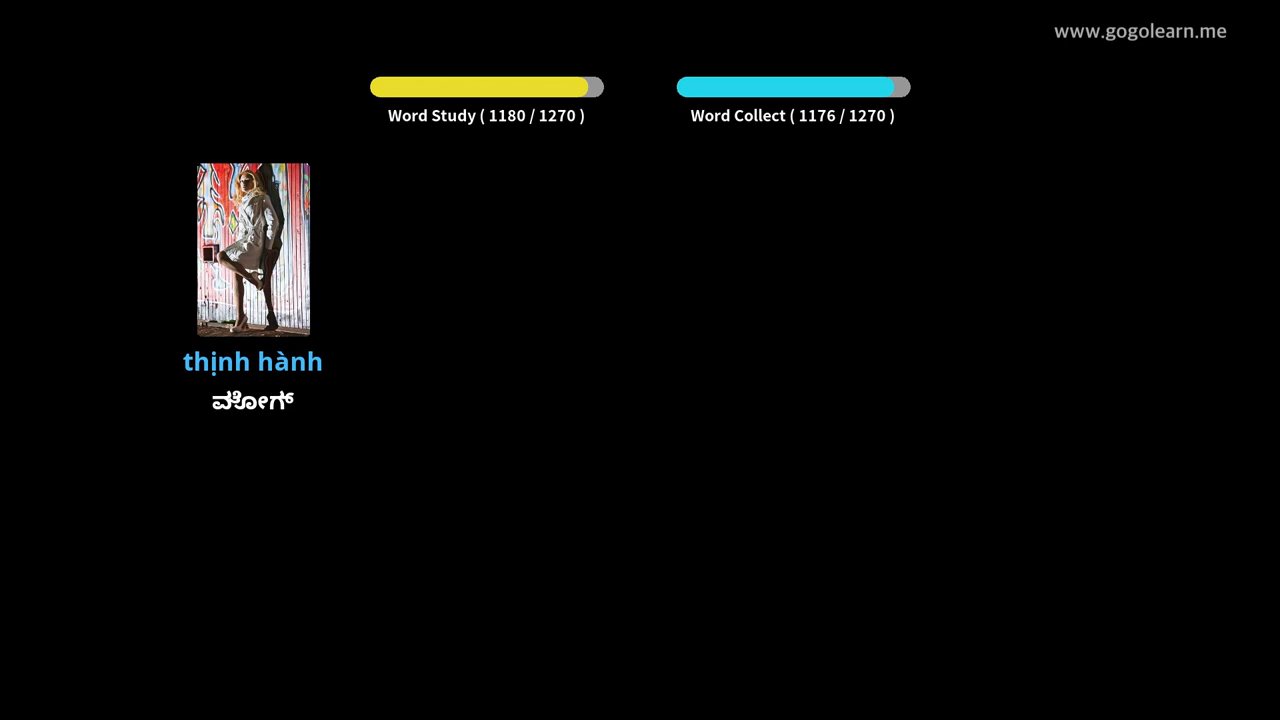 www.gogolearn.me
Word Study ( 1180 / 1270 )
Word Collect ( 1176 / 1270 )
thịnh hành
ವೋಗ್